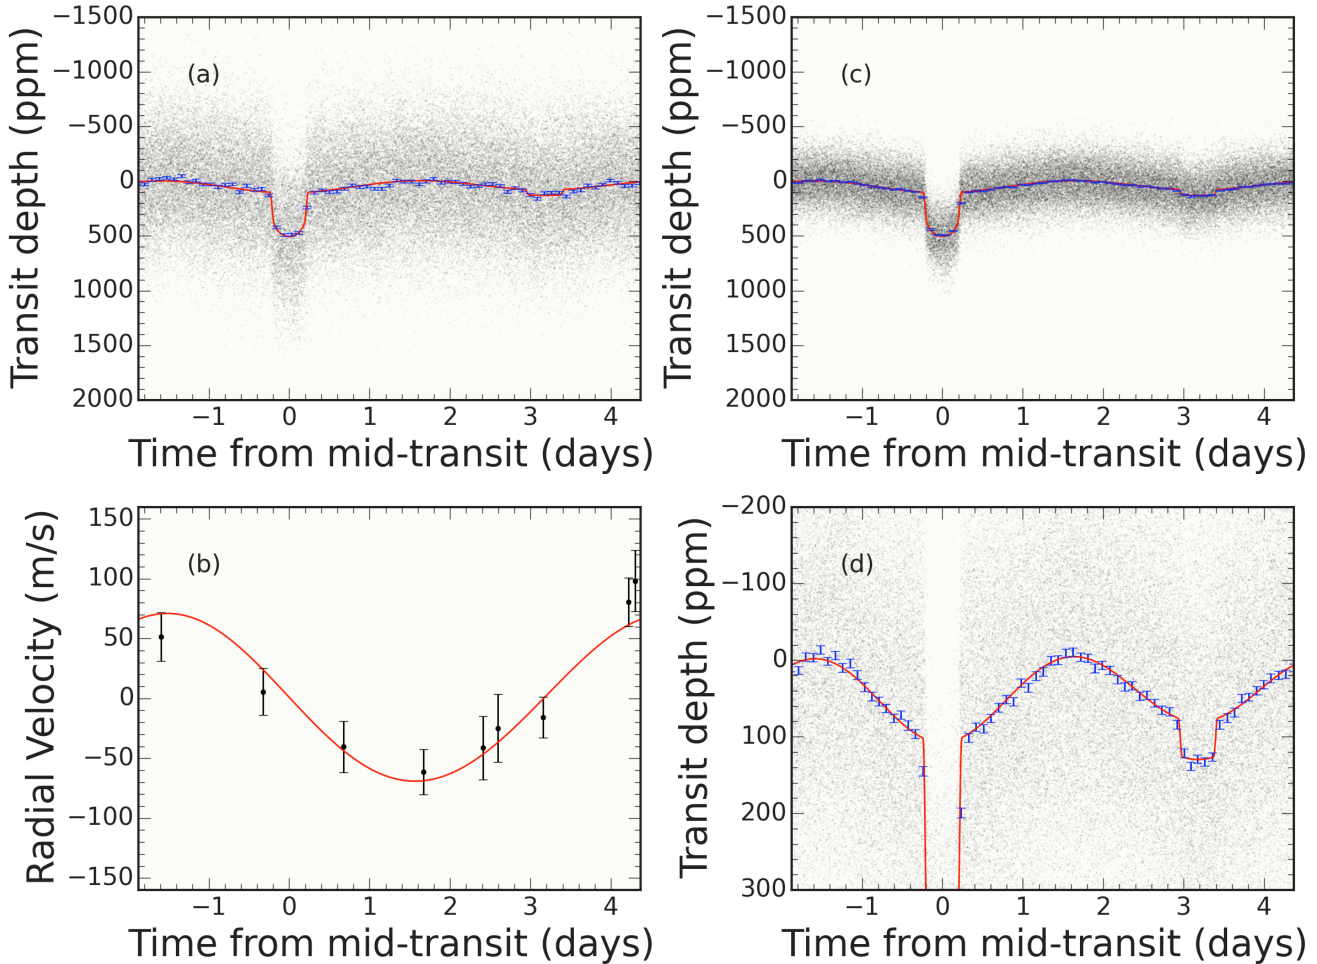 −1500
−1000
−500
0
500
1000
1500
2000
Transit depth (ppm)
(a)
−1 0 1 2 3 4
Time from mid-transit (days)
−1500
−1000
−500
0
500
1000
1500
2000
Transit depth (ppm)
(c)
−1 0 1 2 3 4
Time from mid-transit (days)
150
100
50
0
−50
−100
−150
Radial Velocity (m/s)
(b)
−1 0 1 2 3 4
Time from mid-transit (days)
−200
−100
0
100
200
300
Transit depth (ppm)
(d)
−1 0 1 2 3 4
Time from mid-transit (days)